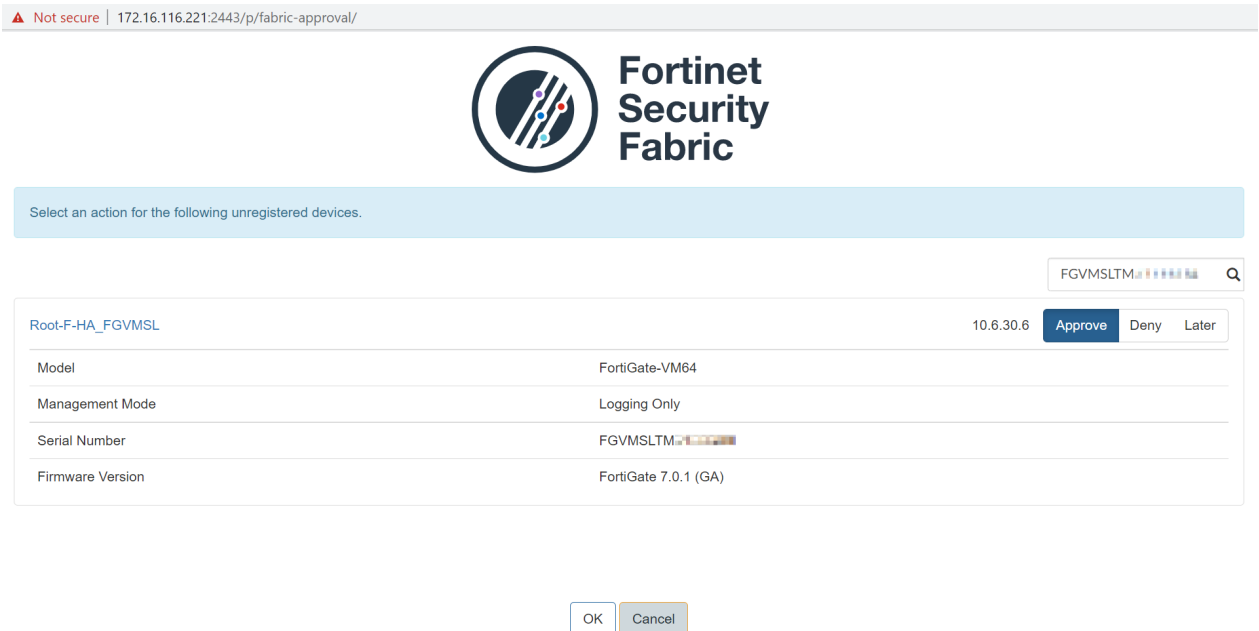 Not secure | 172.16.116.221:2443/p/fabric-approval/
Fortinet
Security
Fabric
Select an action for the following unregistered devices.
FGVMSLTM
Root-F-HA_FGVMSL 10.6.30.6 Approve Deny Later
Model FortiGate-VM64
Management Mode Logging Only
Serial Number FGVMSLTM
Firmware Version FortiGate 7.0.1 (GA)
OK Cancel